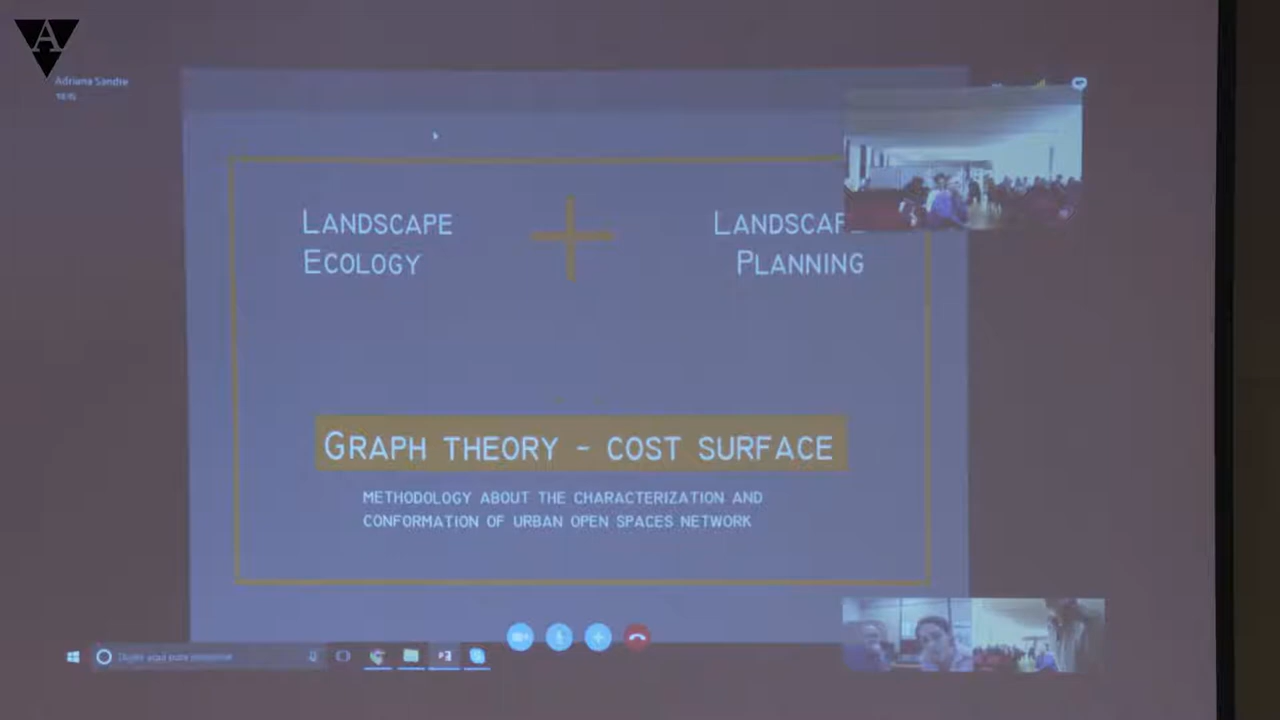 A
Adriana Sandre
LANDSCAPE
ECOLOGY
LANDSCAPE
PLANNING
GRAPH THEORY - COST SURFACE
METHODOLOGY ABOUT THE CHARACTERIZATION AND
CONFORMATION OF URBAN OPEN SPACES NETWORK